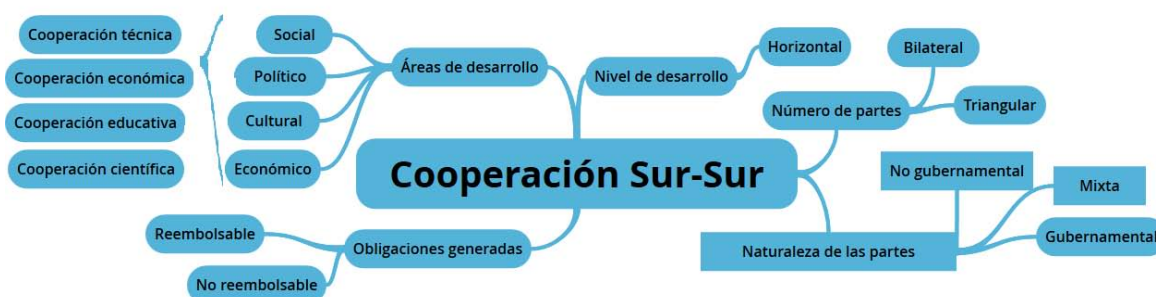 Cooperación técnica
Cooperación económica
Cooperación educativa
Cooperación científica
Social
Político
Cultural
Económico
Áreas de desarrollo
Nivel de desarrollo
Horizontal
Bilateral
Número de partes
Triangular
Cooperación Sur-Sur
No gubernamental
Mixta
Gubernamental
Naturaleza de las partes
Reembolsable
Obligaciones generadas
No reembolsable